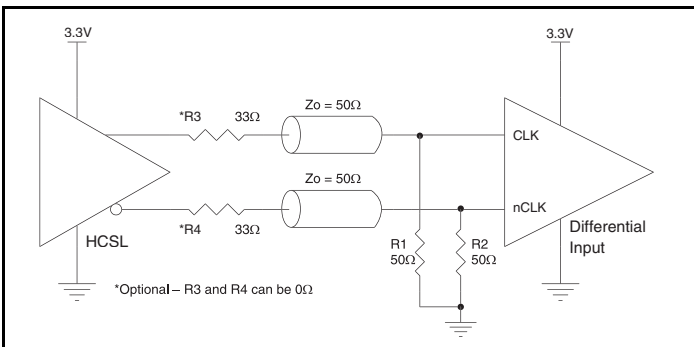 3.3V
3.3V
*R3 33Ω
Zo = 50Ω
CLK
Zo = 50Ω
nCLK
*R4 33Ω
HCSL
R1
50Ω
R2
50Ω
Differential
Input
*Optional – R3 and R4 can be 0Ω